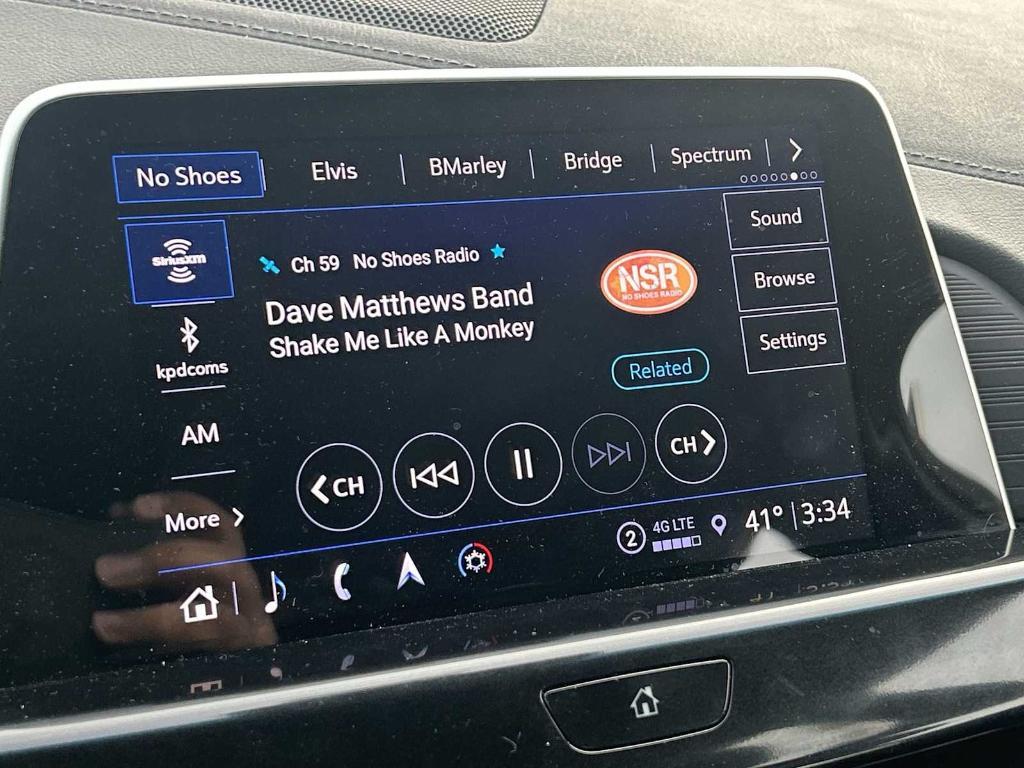 No Shoes
Elvis
BMarley
Bridge
Spectrum
SiriusXM
Ch 59 No Shoes Radio
Dave Matthews Band
Shake Me Like A Monkey
NSR
NO SHOES RADIO
Related
Sound
Browse
Settings
kpdcoms
AM
More
CH
CH
2
4G LTE
41° 3:34